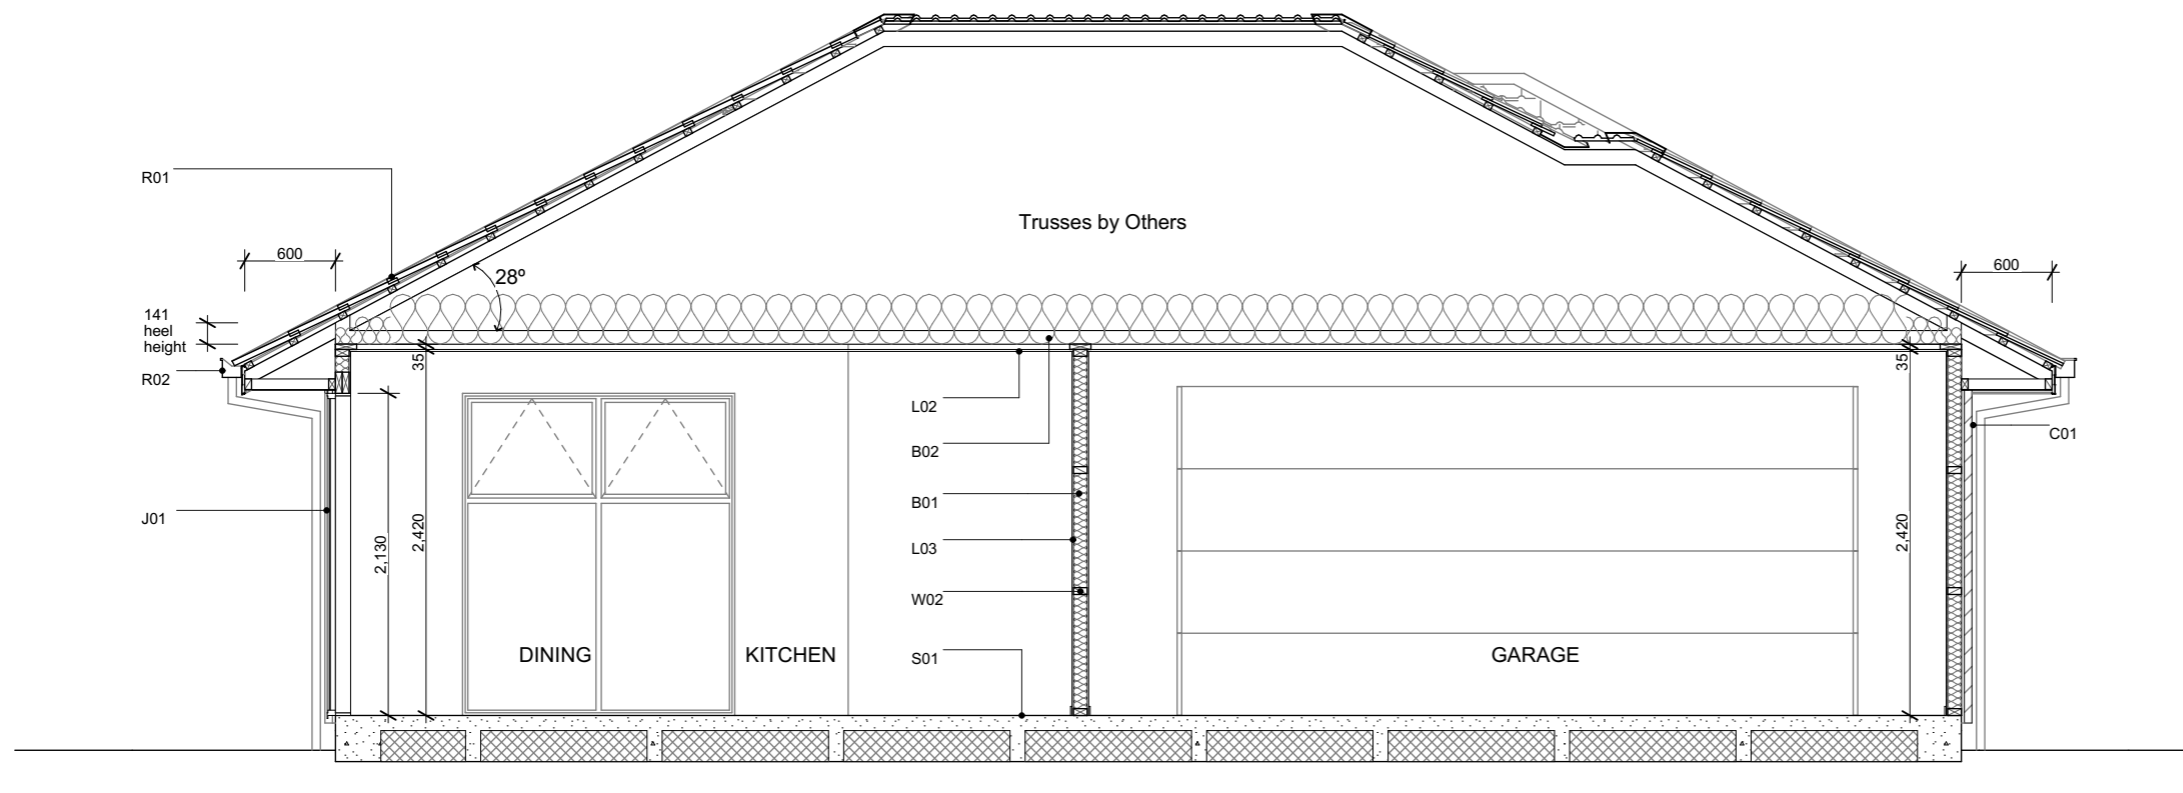 R01
Trusses by Others
600
600
28º
141
heel
height
R02
35
35
L02
B02
C01
B01
J01
L03
2,130
2,420
2,420
W02
DINING
KITCHEN
S01
GARAGE